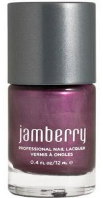 jamberry
PROFESSIONAL NAIL LACQUER
VERNIS À ONGLES
0.4 fl oz/12 ml ℮